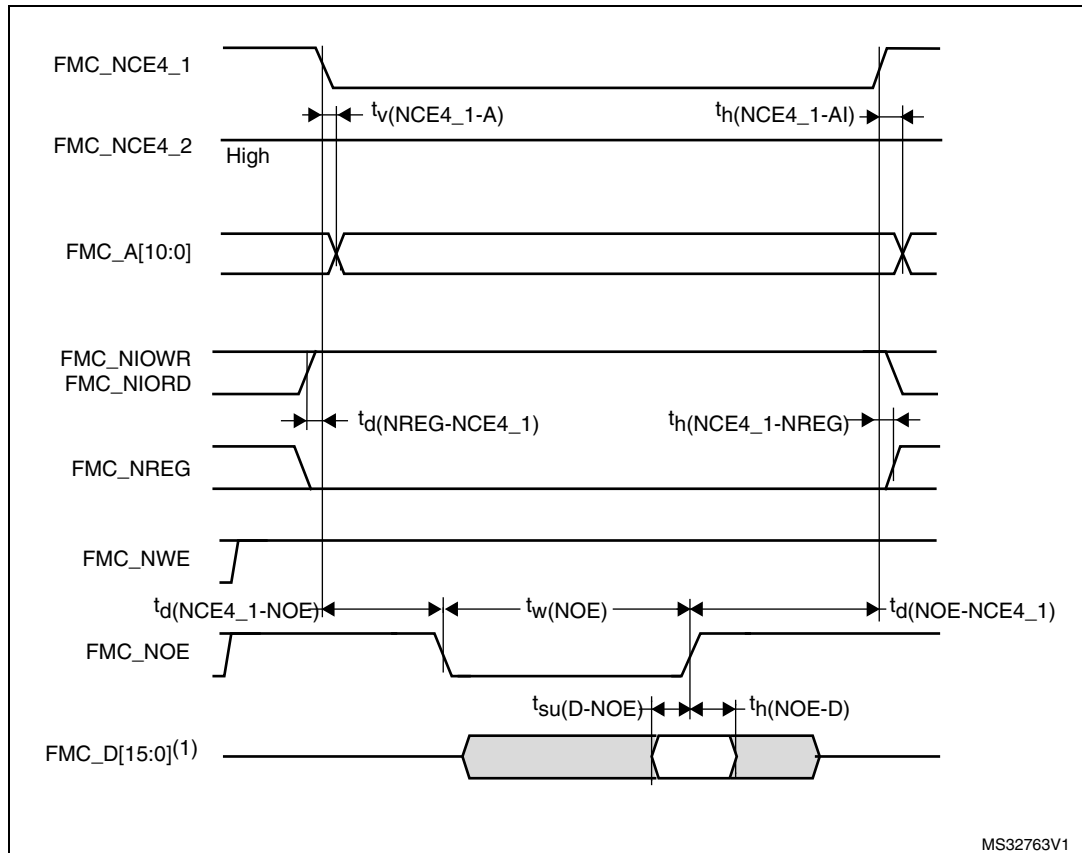 FMC_NCE4_1
tv(NCE4_1-A)
th(NCE4_1-AI)
FMC_NCE4_2
High
FMC_A[10:0]
FMC_NIOWR
FMC_NIORD
td(NREG-NCE4_1)
th(NCE4_1-NREG)
FMC_NREG
FMC_NWE
td(NCE4_1-NOE)
tw(NOE)
td(NOE-NCE4_1)
FMC_NOE
tsu(D-NOE)
th(NOE-D)
FMC_D[15:0](1)
MS32763V1